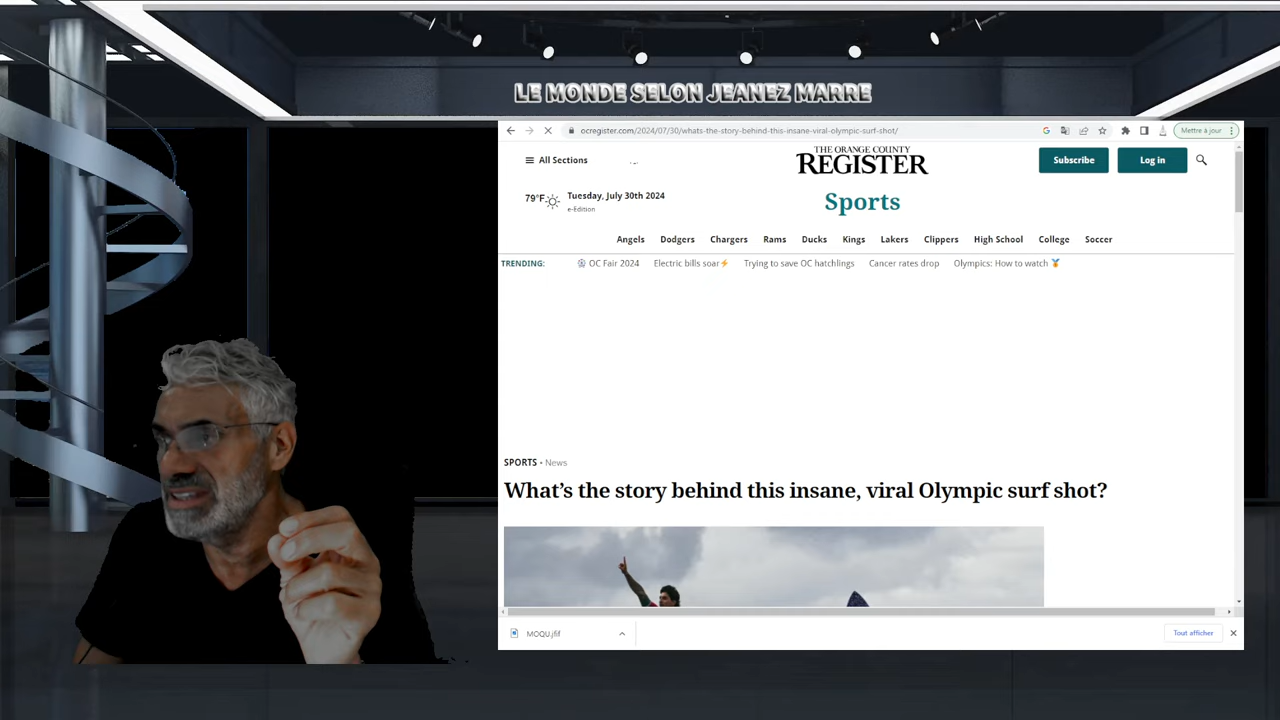 LE MONDE SELON JEANEZ MARRE
ocregister.com/2024/07/30/whats-the-story-behind-this-insane-viral-olympic-surf-shot/
Mettre à jour
All Sections
THE ORANGE COUNTY
REGISTER
Subscribe
Log in
79°F
Tuesday, July 30th 2024
e-Edition
Sports
Angels Dodgers Chargers Rams Ducks Kings Lakers Clippers High School College Soccer
TRENDING: OC Fair 2024 Electric bills soar Trying to save OC hatchlings Cancer rates drop Olympics: How to watch
SPORTS • News
What’s the story behind this insane, viral Olympic surf shot?
MOQU.jfif
Tout afficher